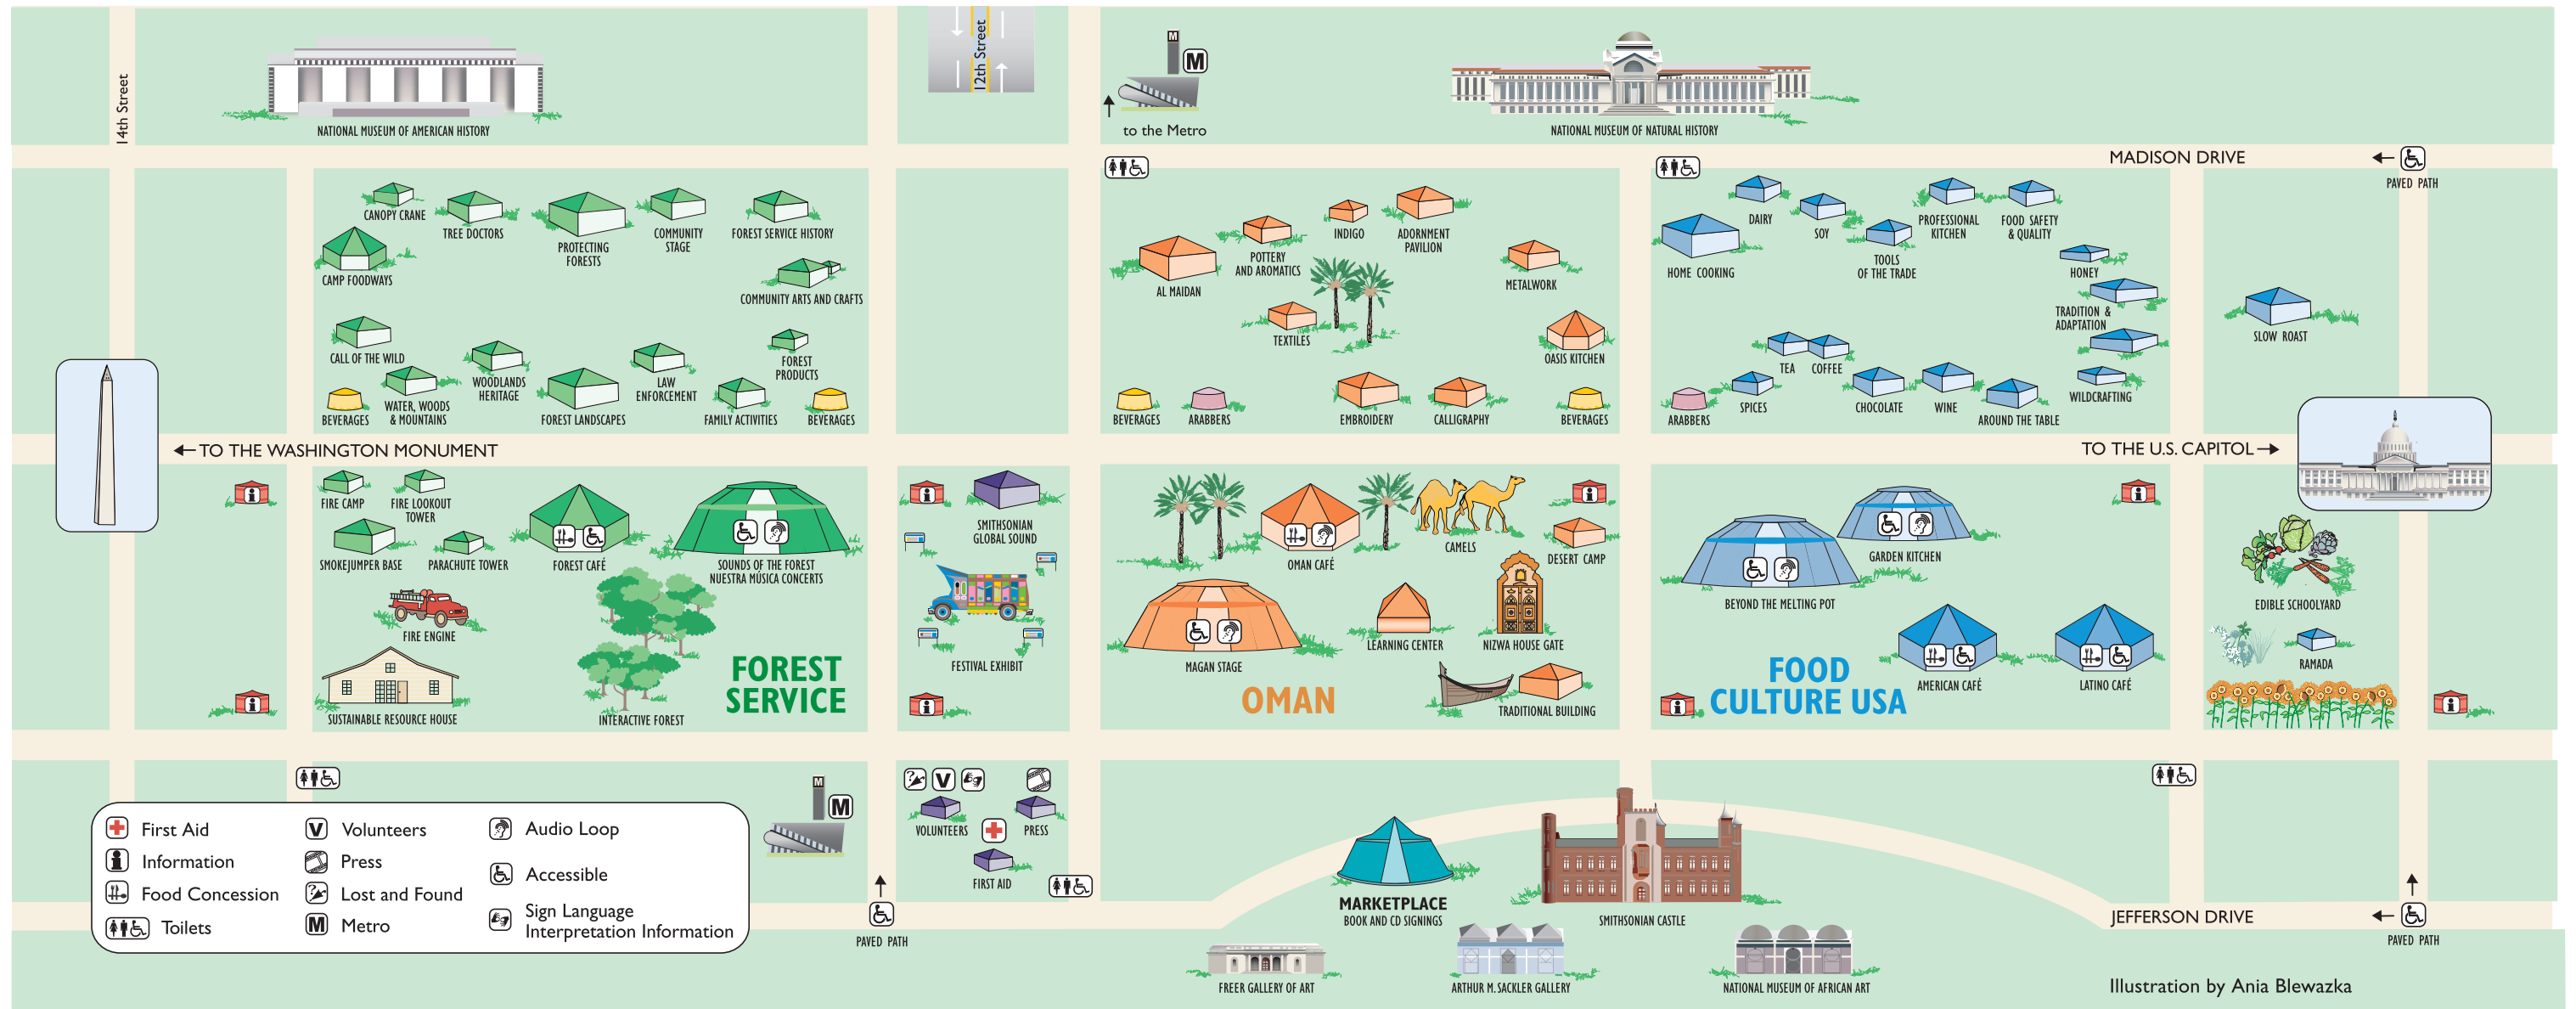 14th Street
NATIONAL MUSEUM OF AMERICAN HISTORY
12th Street
M
M
to the Metro
NATIONAL MUSEUM OF NATURAL HISTORY
MADISON DRIVE
PAVED PATH
CANOPY CRANE
TREE DOCTORS
PROTECTING
FORESTS
COMMUNITY
STAGE
FOREST SERVICE HISTORY
CAMP FOODWAYS
COMMUNITY ARTS AND CRAFTS
CALL OF THE WILD
WOODLANDS
HERITAGE
LAW
ENFORCEMENT
FOREST
PRODUCTS
BEVERAGES
WATER, WOODS
& MOUNTAINS
FOREST LANDSCAPES
FAMILY ACTIVITIES
BEVERAGES
AL MAIDAN
POTTERY
AND AROMATICS
INDIGO
ADORNMENT
PAVILION
METALWORK
TEXTILES
OASIS KITCHEN
BEVERAGES
ARABBERS
EMBROIDERY
CALLIGRAPHY
BEVERAGES
HOME COOKING
DAIRY
SOY
TOOLS
OF THE TRADE
PROFESSIONAL
KITCHEN
FOOD SAFETY
& QUALITY
HONEY
TRADITION &
ADAPTATION
SLOW ROAST
TEA
COFFEE
ARABBERS
SPICES
CHOCOLATE
WINE
AROUND THE TABLE
WILDCRAFTING
TO THE WASHINGTON MONUMENT
TO THE U.S. CAPITOL
i
FIRE CAMP
FIRE LOOKOUT
TOWER
SMOKEJUMPER BASE
PARACHUTE TOWER
FOREST CAFÉ
SOUNDS OF THE FOREST
NUESTRA MÚSICA CONCERTS
FIRE ENGINE
SUSTAINABLE RESOURCE HOUSE
INTERACTIVE FOREST
FOREST
SERVICE
i
i
SMITHSONIAN
GLOBAL SOUND
FESTIVAL EXHIBIT
i
OMAN CAFÉ
CAMELS
i
DESERT CAMP
MAGAN STAGE
LEARNING CENTER
NIZWA HOUSE GATE
OMAN
TRADITIONAL BUILDING
BEYOND THE MELTING POT
GARDEN KITCHEN
i
AMERICAN CAFÉ
LATINO CAFÉ
i
FOOD
CULTURE USA
EDIBLE SCHOOLYARD
RAMADA
i
M
M
?
V
VOLUNTEERS
PRESS
FIRST AID
PAVED PATH
MARKETPLACE
BOOK AND CD SIGNINGS
SMITHSONIAN CASTLE
FREER GALLERY OF ART
ARTHUR M. SACKLER GALLERY
NATIONAL MUSEUM OF AFRICAN ART
JEFFERSON DRIVE
PAVED PATH
First Aid
i Information
Food Concession
Toilets
V Volunteers
Press
? Lost and Found
M Metro
Audio Loop
Accessible
Sign Language
Interpretation Information
Illustration by Ania Blewazka